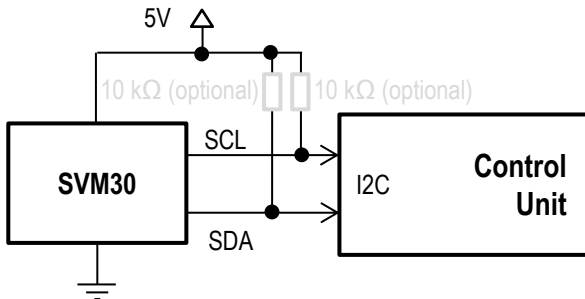 5V
10 kΩ (optional) 10 kΩ (optional)
SCL
SVM30
I2C
Control
Unit
SDA